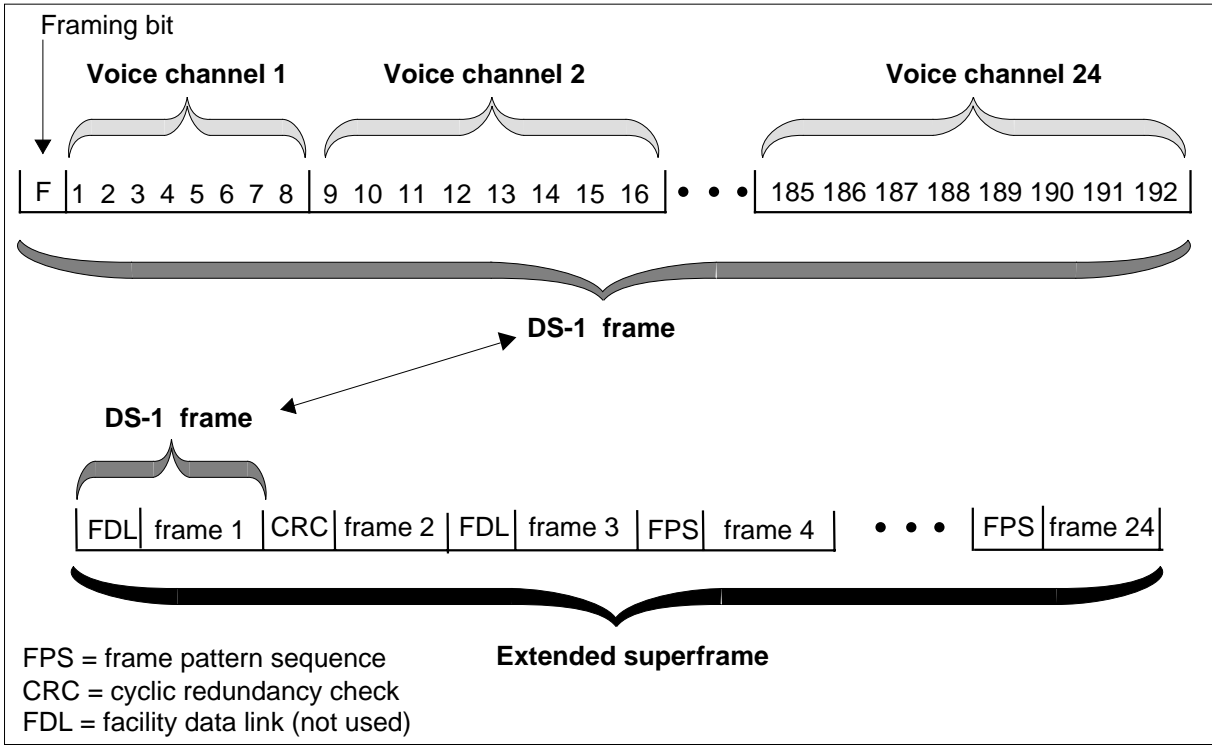 Framing bit
Voice channel 1 Voice channel 2 Voice channel 24
F 1 2 3 4 5 6 7 8 9 10 11 12 13 14 15 16 • • • 185 186 187 188 189 190 191 192
DS-1 frame
DS-1 frame
FDL frame 1 CRC frame 2 FDL frame 3 FPS frame 4 • • • FPS frame 24
Extended superframe
FPS = frame pattern sequence
CRC = cyclic redundancy check
FDL = facility data link (not used)